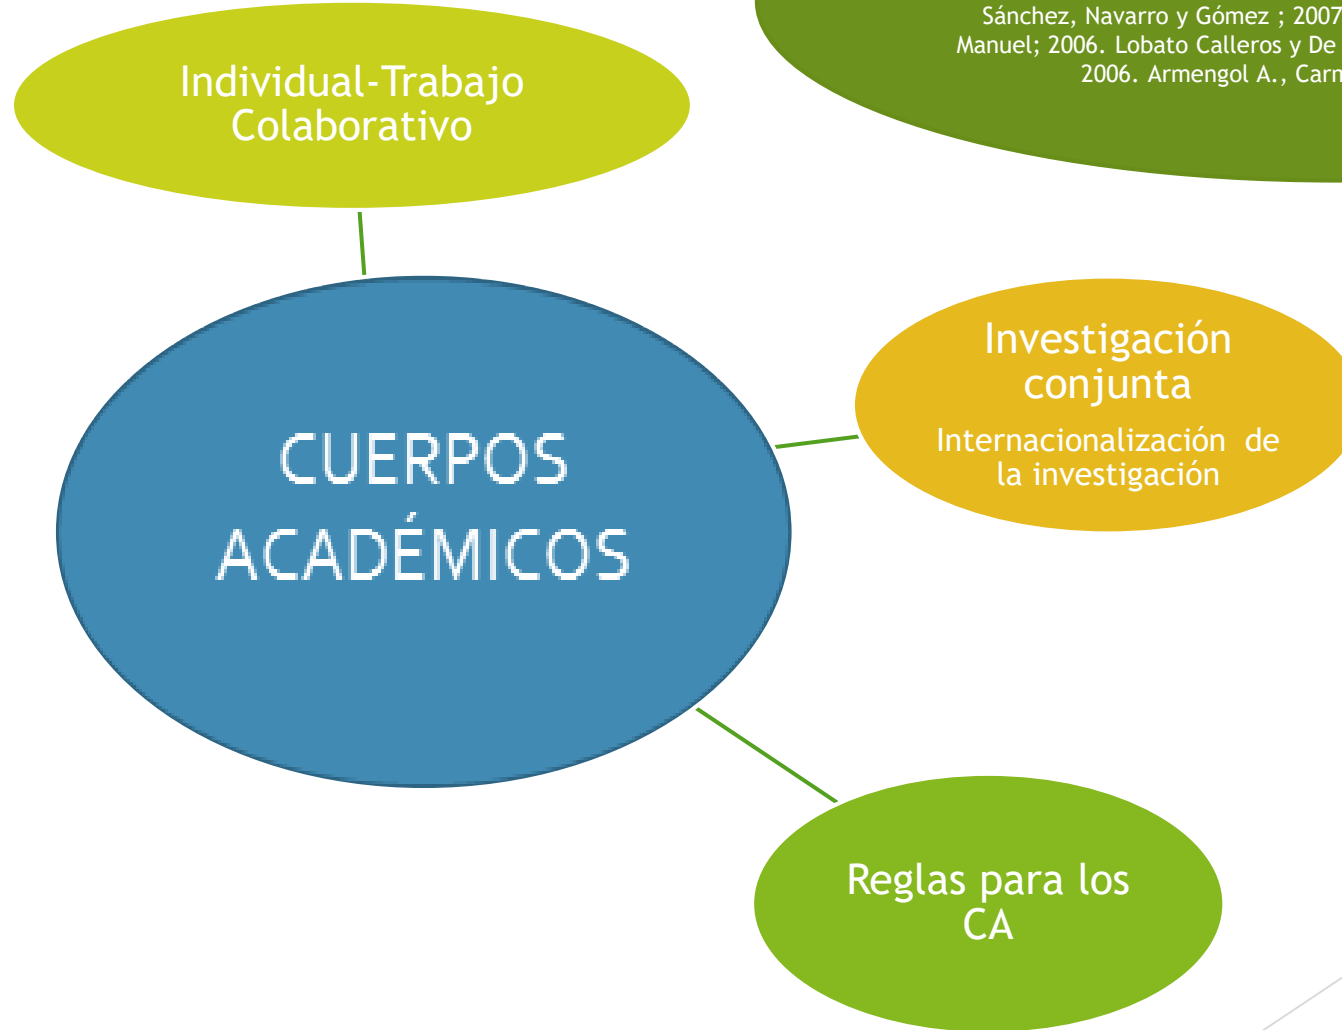 Sánchez, Navarro y Gómez ; 2007
Manuel; 2006. Lobato Calleros y De
2006. Armengol A.,
Individual-Trabajo
Colaborativo
Investigación
conjunta
Internacionalización de
la investigación
CUERPOS
ACADÉMICOS
Reglas para los
CA